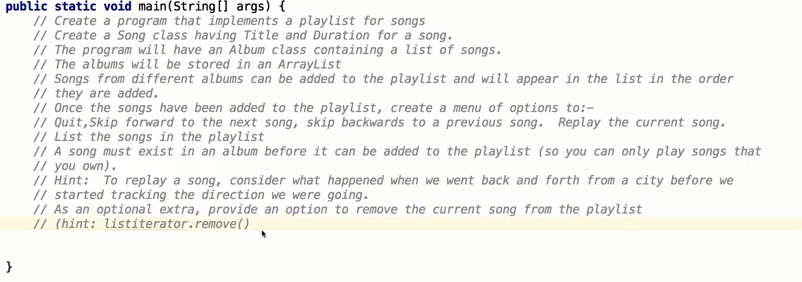 public static void main(String[] args) {
// Create a program that implements a playlist for songs
// Create a Song class having Title and Duration for a song.
// The program will have an Album class containing a list of songs.
// The albums will be stored in an ArrayList
// Songs from different albums can be added to the playlist and will appear in the list in the order
// they are added.
// Once the songs have been added to the playlist, create a menu of options to:-
// Quit,Skip forward to the next song, skip backwards to a previous song.  Replay the current song.
// List the songs in the playlist
// A song must exist in an album before it can be added to the playlist (so you can only play songs that
// you own).
// Hint:  To replay a song, consider what happened when we went back and forth from a city before we
// started tracking the direction we were going.
// As an optional extra, provide an option to remove the current song from the playlist
// (hint: listiterator.remove()
}